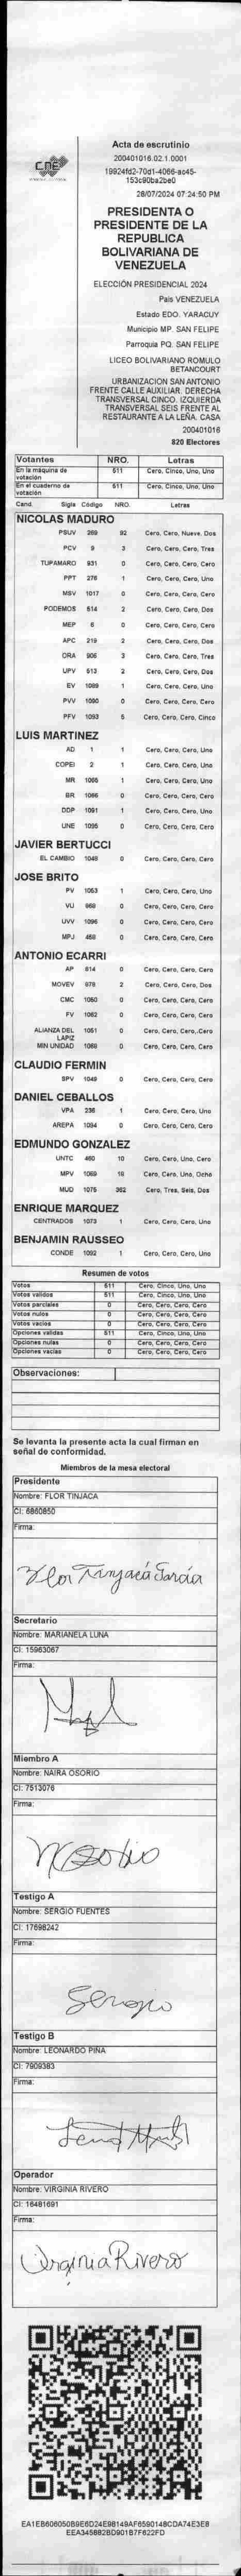 CNE
Acta de escrutinio
200401016.02.1.0001
19924fd2-70d1-4066-ac45-
153c90ba2be0
28/07/2024 07:24:50 PM
PRESIDENTA O
PRESIDENTE DE LA
REPUBLICA
BOLIVARIANA DE
VENEZUELA
ELECCIÓN PRESIDENCIAL 2024
País VENEZUELA
Estado EDO. YARACUY
Municipio MP. SAN FELIPE
Parroquia PQ. SAN FELIPE
LICEO BOLIVARIANO ROMULO
BETANCOURT
URBANIZACION SAN ANTONIO
FRENTE CALLE AUXILIAR. DERECHA
TRANSVERSAL CINCO. IZQUIERDA
TRANSVERSAL SEIS FRENTE AL
RESTAURANTE A LA LEÑA. CASA
200401016
820 Electores
Votantes NRO. Letras
En la máquina de votación 511 Cero, Cinco, Uno, Uno
En el cuaderno de votación 511 Cero, Cinco, Uno, Uno
Cand. Sigla Código NRO. Letras
NICOLAS MADURO
PSUV 269 92 Cero, Cero, Nueve, Dos
PCV 9 3 Cero, Cero, Cero, Tres
TUPAMARO 931 0 Cero, Cero, Cero, Cero
PPT 276 1 Cero, Cero, Cero, Uno
MSV 1017 0 Cero, Cero, Cero, Cero
PODEMOS 514 2 Cero, Cero, Cero, Dos
MEP 6 0 Cero, Cero, Cero, Cero
APC 219 2 Cero, Cero, Cero, Dos
ORA 906 3 Cero, Cero, Cero, Tres
UPV 513 2 Cero, Cero, Cero, Dos
EV 1089 1 Cero, Cero, Cero, Uno
PVV 1090 0 Cero, Cero, Cero, Cero
PFV 1093 5 Cero, Cero, Cero, Cinco
LUIS MARTINEZ
AD 1 1 Cero, Cero, Cero, Uno
COPEI 2 1 Cero, Cero, Cero, Uno
MR 1065 1 Cero, Cero, Cero, Uno
BR 1086 0 Cero, Cero, Cero, Cero
DDP 1091 1 Cero, Cero, Cero, Uno
UNE 1095 0 Cero, Cero, Cero, Cero
JAVIER BERTUCCI
EL CAMBIO 1048 0 Cero, Cero, Cero, Cero
JOSE BRITO
PV 1053 1 Cero, Cero, Cero, Uno
VU 968 0 Cero, Cero, Cero, Cero
UVV 1096 0 Cero, Cero, Cero, Cero
MPJ 468 0 Cero, Cero, Cero, Cero
ANTONIO ECARRI
AP 814 0 Cero, Cero, Cero, Cero
MOVEV 979 2 Cero, Cero, Cero, Dos
CMC 1050 0 Cero, Cero, Cero, Cero
FV 1062 0 Cero, Cero, Cero, Cero
ALIANZA DEL LAPIZ 1051 0 Cero, Cero, Cero, Cero
MIN UNIDAD 1068 0 Cero, Cero, Cero, Cero
CLAUDIO FERMIN
SPV 1049 0 Cero, Cero, Cero, Cero
DANIEL CEBALLOS
VPA 236 1 Cero, Cero, Cero, Uno
AREPA 1094 0 Cero, Cero, Cero, Cero
EDMUNDO GONZALEZ
UNTC 460 10 Cero, Cero, Uno, Cero
MPV 1069 18 Cero, Cero, Uno, Ocho
MUD 1075 362 Cero, Tres, Seis, Dos
ENRIQUE MARQUEZ
CENTRADOS 1073 1 Cero, Cero, Cero, Uno
BENJAMIN RAUSSEO
CONDE 1092 1 Cero, Cero, Cero, Uno
Resumen de votos
Votos 511 Cero, Cinco, Uno, Uno
Votos validos 511 Cero, Cinco, Uno, Uno
Votos parciales 0 Cero, Cero, Cero, Cero
Votos nulos 0 Cero, Cero, Cero, Cero
Votos vacios 0 Cero, Cero, Cero, Cero
Opciones validas 511 Cero, Cinco, Uno, Uno
Opciones nulas 0 Cero, Cero, Cero, Cero
Opciones vacias 0 Cero, Cero, Cero, Cero
Observaciones:
Se levanta la presente acta la cual firman en
señal de conformidad.
Miembros de la mesa electoral
Presidente
Nombre: FLOR TINJACA
CI: 6860850
Firma:
Flor Tinjacá García
Secretario
Nombre: MARIANELA LUNA
CI: 15963067
Firma:
Miembro A
Nombre: NAIRA OSORIO
CI: 7513076
Firma:
NOsorio
Testigo A
Nombre: SERGIO FUENTES
CI: 17698242
Firma:
Sergio
Testigo B
Nombre: LEONARDO PIÑA
CI: 7909383
Firma:
Operador
Nombre: VIRGINIA RIVERO
CI: 16481691
Firma:
Virginia Rivero
EA1EB606050B9E6D24E98149AF6590148CDA74E3E8
EEA345882BD901B7F622FD